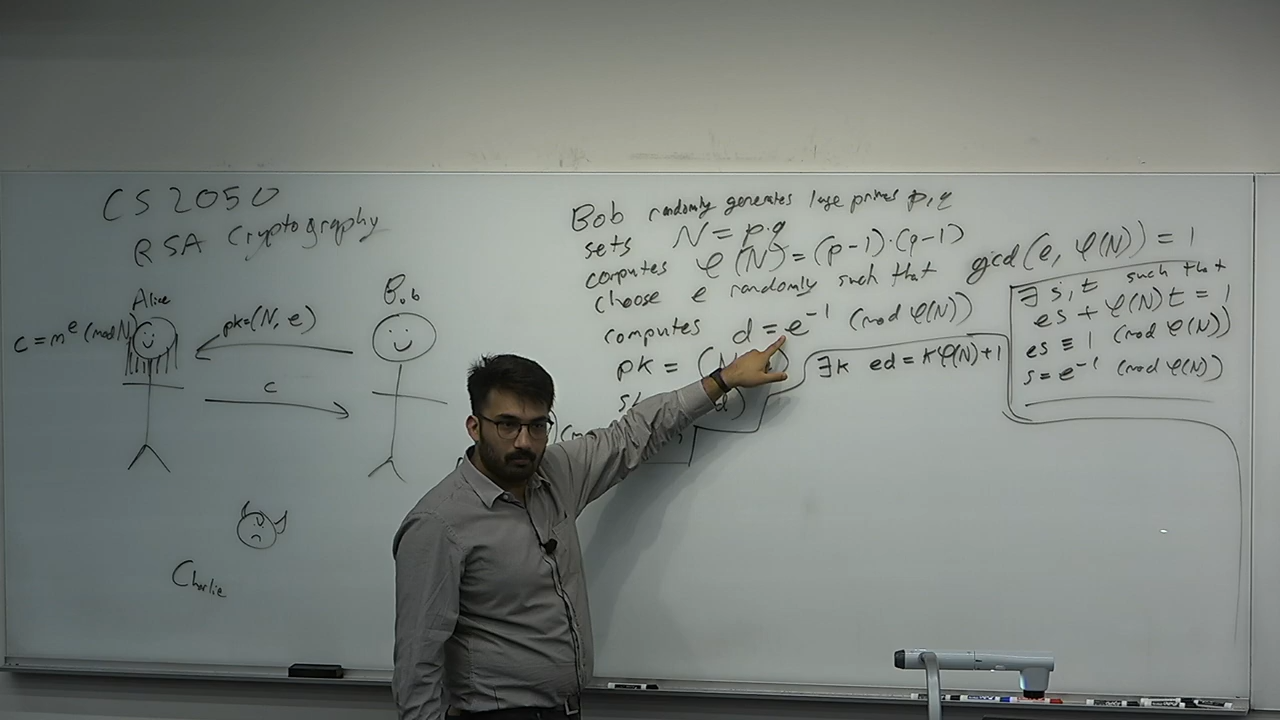 CS2050
RSA Cryptography
Alice
Bob
c = m^e (mod N)
pk=(N, e)
c
Charlie
Bob randomly generates large primes p, q
sets N = p·q
computes φ(N) = (p-1)·(q-1)
choose e randomly such that gcd(e, φ(N)) = 1
computes d = e^-1 (mod φ(N))
pk = (N
∃k ed = kφ(N)+1
∃ s, t such that
es + φ(N)t = 1
es ≡ 1 (mod φ(N))
s = e^-1 (mod φ(N))